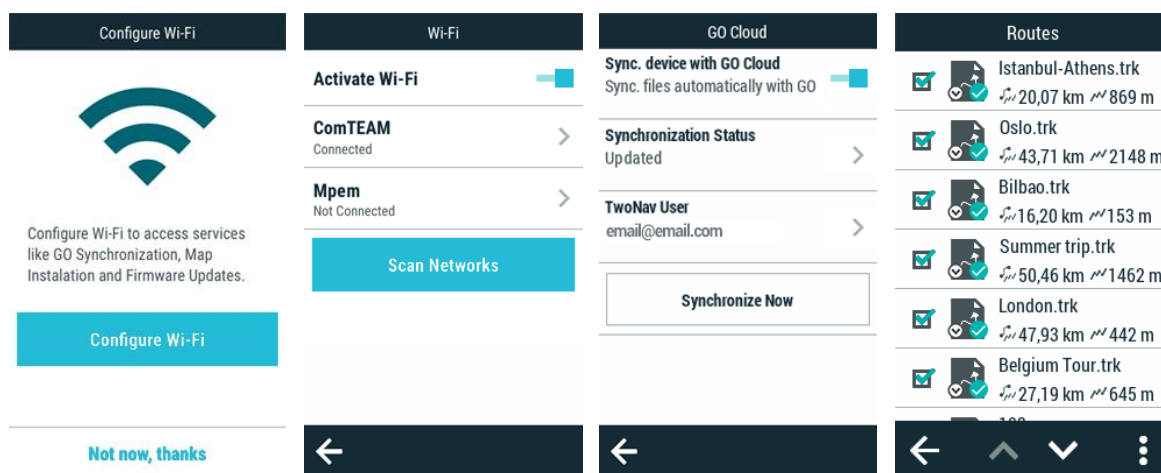 Configure Wi-Fi
Configure Wi-Fi to access services
like GO Synchronization, Map
Instalation and Firmware Updates.
Configure Wi-Fi
Not now, thanks
Wi-Fi
Activate Wi-Fi
ComTEAM
Connected
Mpem
Not Connected
Scan Networks
GO Cloud
Sync. device with GO Cloud
Sync. files automatically with GO
Synchronization Status
Updated
TwoNav User
email@email.com
Synchronize Now
Routes
Istanbul-Athens.trk
20,07 km 869 m
Oslo.trk
43,71 km 2148 m
Bilbao.trk
16,20 km 153 m
Summer trip.trk
50,46 km 1462 m
London.trk
47,93 km 442 m
Belgium Tour.trk
27,19 km 645 m